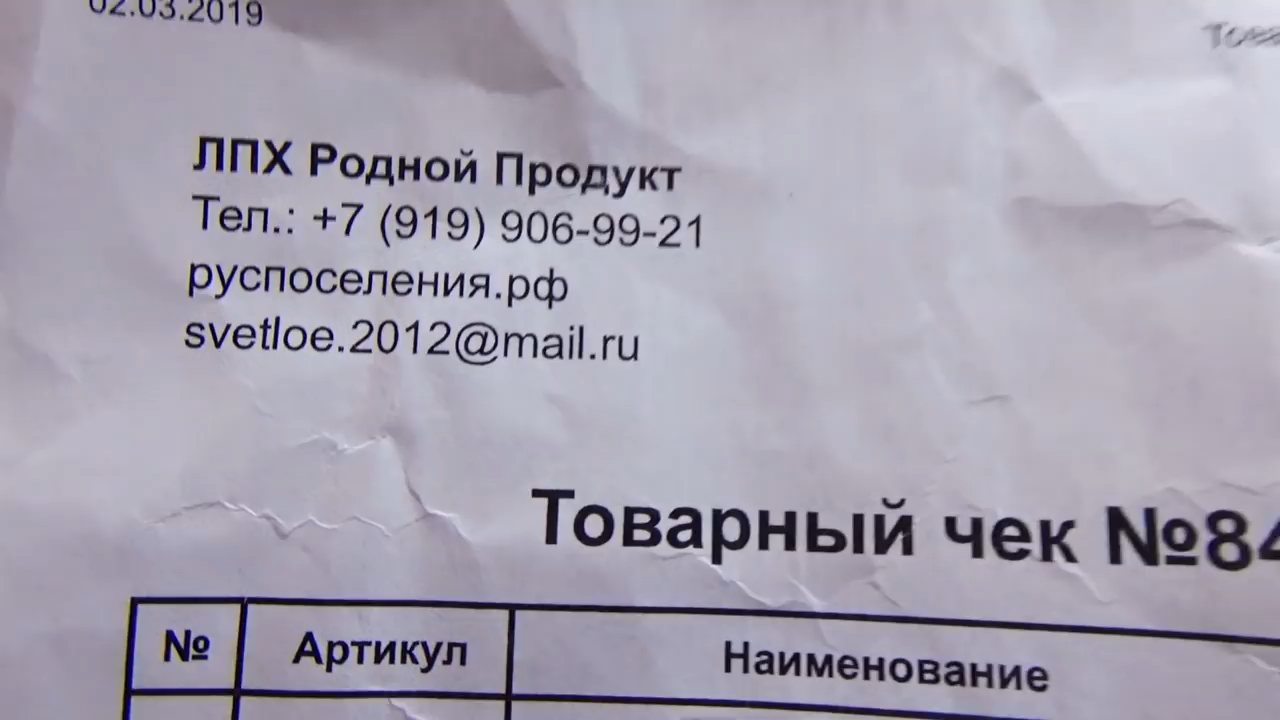 02.03.2019
ЛПХ Родной Продукт
Тел.: +7 (919) 906-99-21
руспоселения.рф
svetloe.2012@mail.ru
Товарный чек №84
№ Артикул Наименование